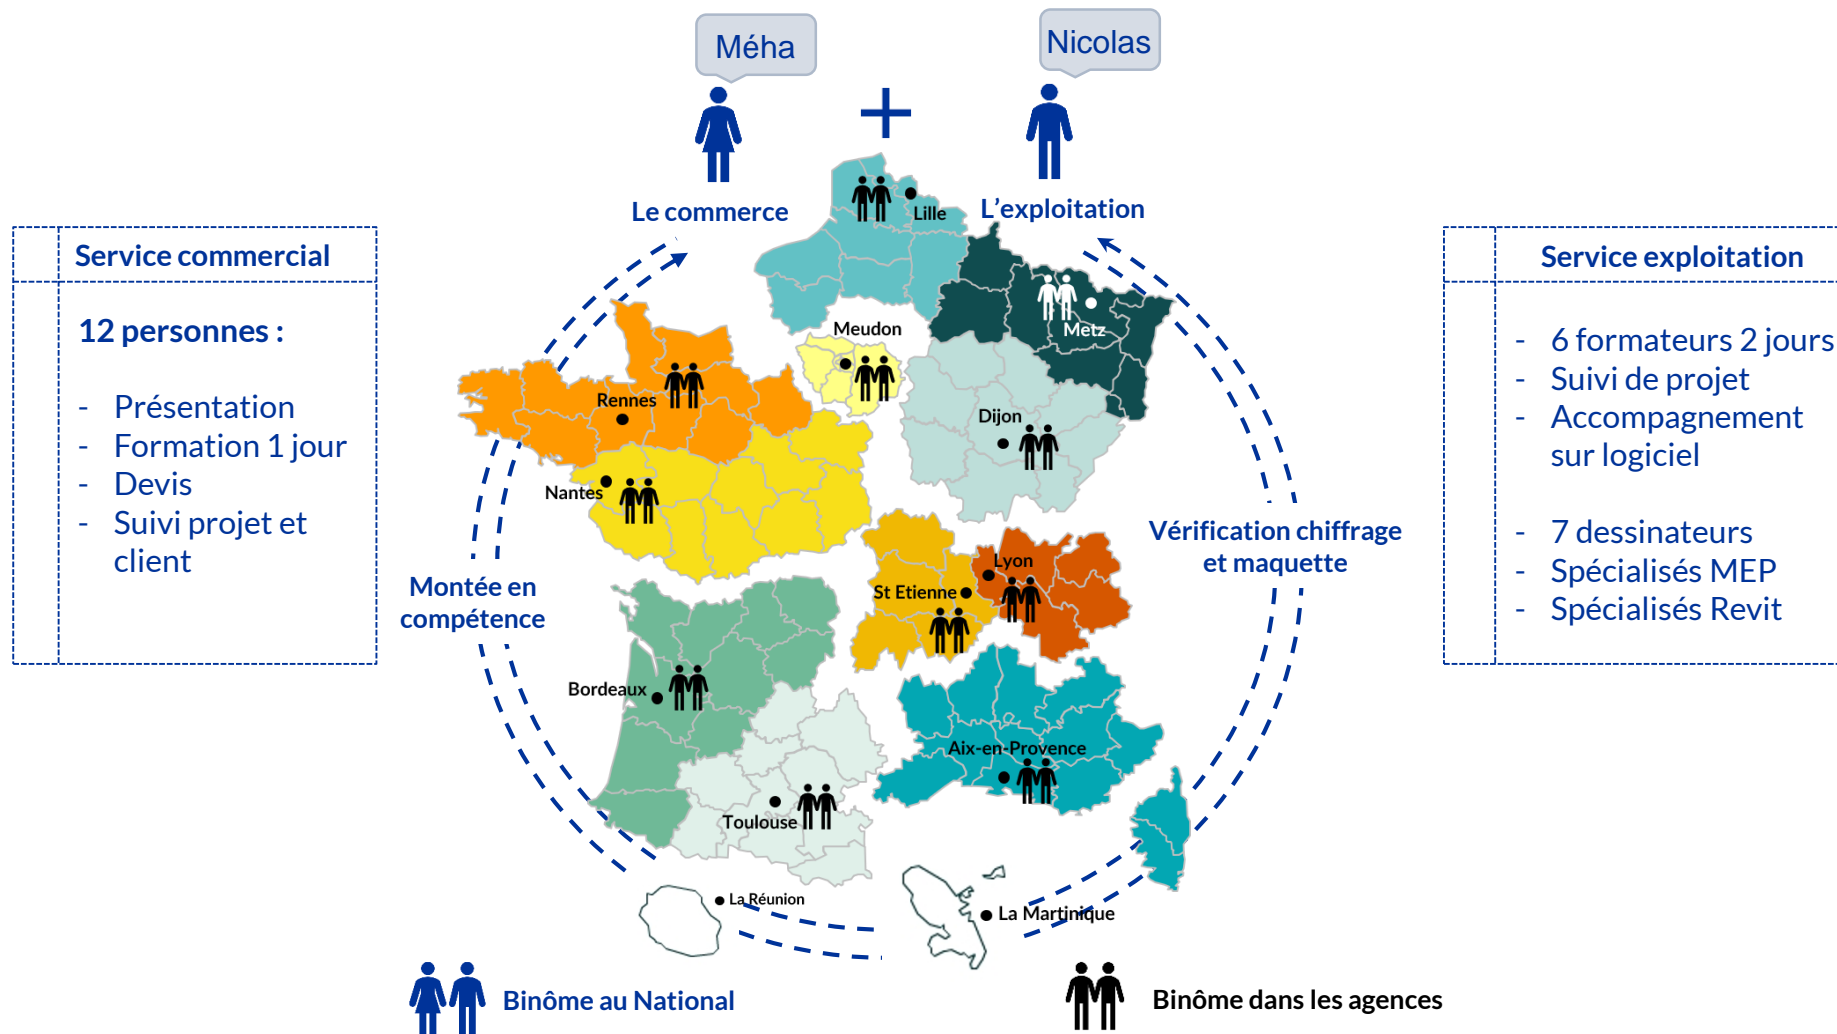 Méha
Nicolas
Le commerce
L'exploitation
Service commercial
12 personnes :
- Présentation
- Formation 1 jour
- Devis
- Suivi projet et
client
Lille
Metz
Meudon
Rennes
Dijon
Nantes
Lyon
St Etienne
Bordeaux
Aix-en-Provence
Toulouse
La Réunion
La Martinique
Montée en
compétence
Vérification chiffrage
et maquette
Service exploitation
- 6 formateurs 2 jours
- Suivi de projet
- Accompagnement
sur logiciel
- 7 dessinateurs
- Spécialisés MEP
- Spécialisés Revit
Binôme au National
Binôme dans les agences